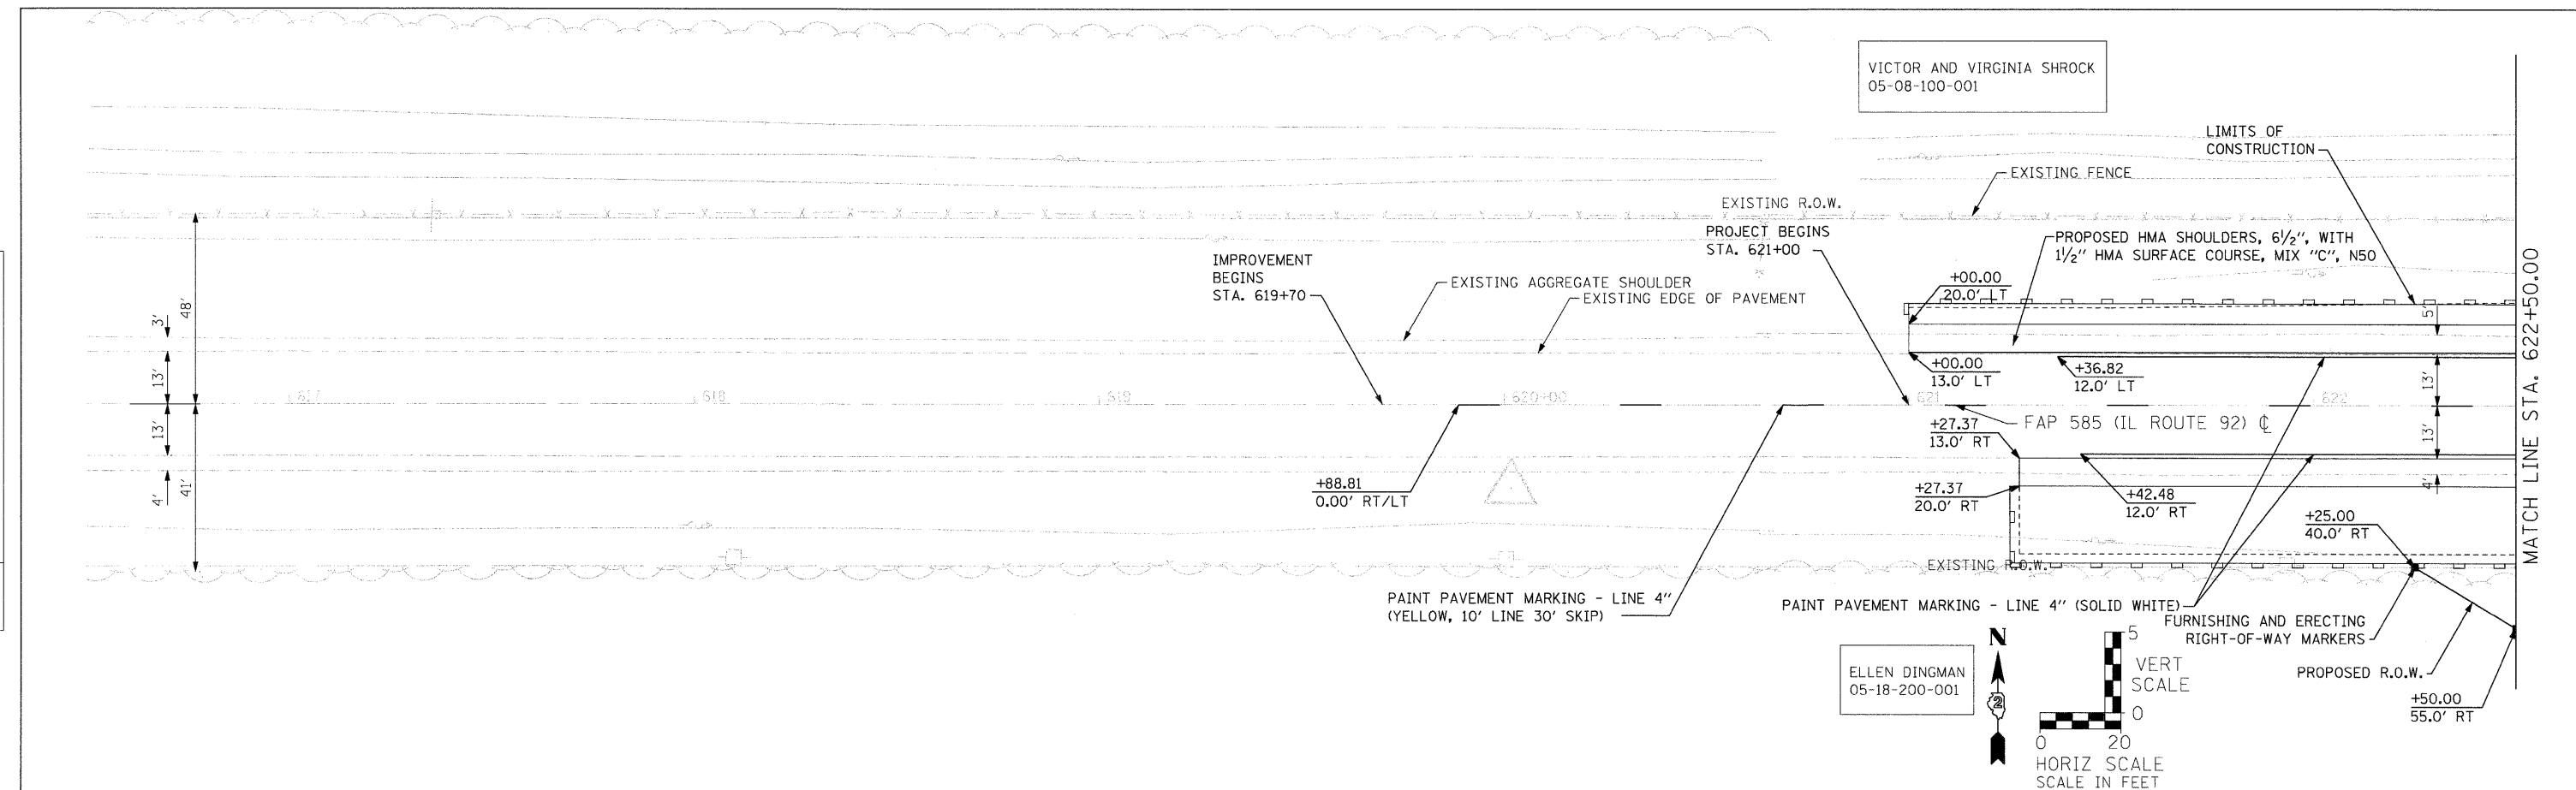 VICTOR AND VIRGINIA SHROCK
05-08-100-001
LIMITS OF
CONSTRUCTION
EXISTING FENCE
EXISTING R.O.W.
PROJECT BEGINS
STA. 621+00
PROPOSED HMA SHOULDERS, 6½", WITH
1½" HMA SURFACE COURSE, MIX "C", N50
IMPROVEMENT
BEGINS
STA. 619+70
EXISTING AGGREGATE SHOULDER
EXISTING EDGE OF PAVEMENT
+00.00
20.0' LT
MATCH LINE STA. 622+50.00
48'
3'
13'
13'
4'
41'
5'
13'
13'
4'
+00.00
13.0' LT
+36.82
12.0' LT
617
618
619
620+00
621
622
FAP 585 (IL ROUTE 92) ℄
+27.37
13.0' RT
+88.81
0.00' RT/LT
+27.37
20.0' RT
+42.48
12.0' RT
+25.00
40.0' RT
EXISTING R.O.W.
PAINT PAVEMENT MARKING - LINE 4"
(YELLOW, 10' LINE 30' SKIP)
PAINT PAVEMENT MARKING - LINE 4" (SOLID WHITE)
FURNISHING AND ERECTING
RIGHT-OF-WAY MARKERS
PROPOSED R.O.W.
+50.00
55.0' RT
ELLEN DINGMAN
05-18-200-001
N
2
5
VERT
SCALE
0
0 20
HORIZ SCALE
SCALE IN FEET